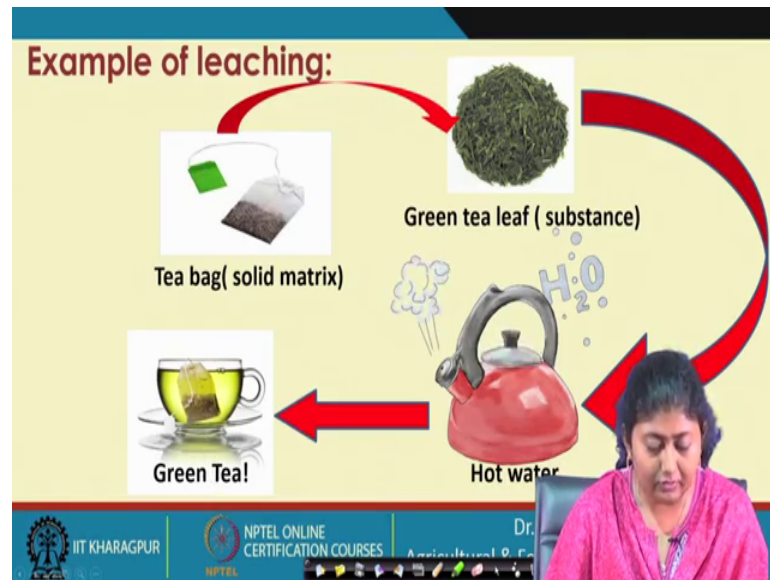 Example of leaching:
Green tea leaf ( substance)
Tea bag( solid matrix)
H2O
Green Tea!
Hot water
IIT KHARAGPUR
NPTEL
NPTEL ONLINE
CERTIFICATION COURSES
Dr.
Agricultural &